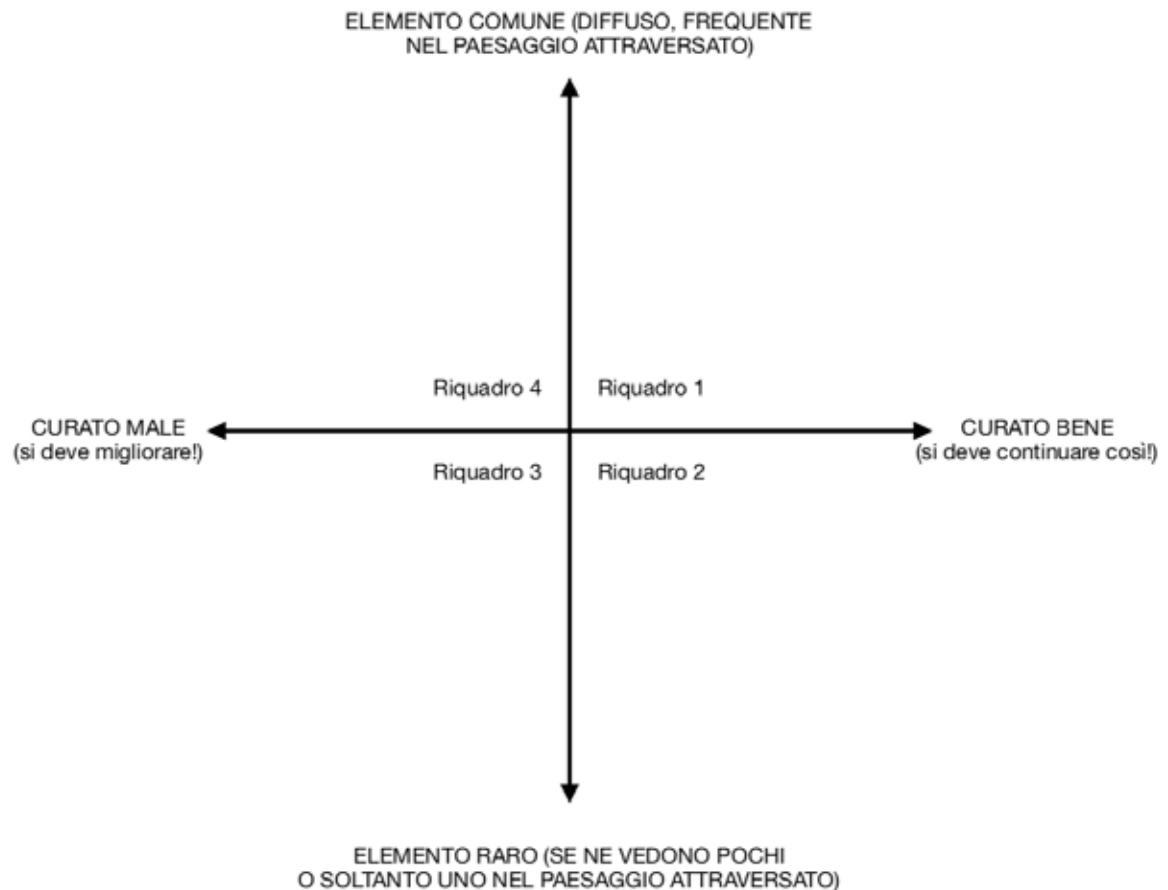 ELEMENTO COMUNE (DIFFUSO, FREQUENTE
NEL PAESAGGIO ATTRAVERSATO)
Riquadro 4
Riquadro 1
CURATO MALE
(si deve migliorare!)
CURATO BENE
(si deve continuare così!)
Riquadro 3
Riquadro 2
ELEMENTO RARO (SE NE VEDONO POCHI
O SOLTANTO UNO NEL PAESAGGIO ATTRAVERSATO)